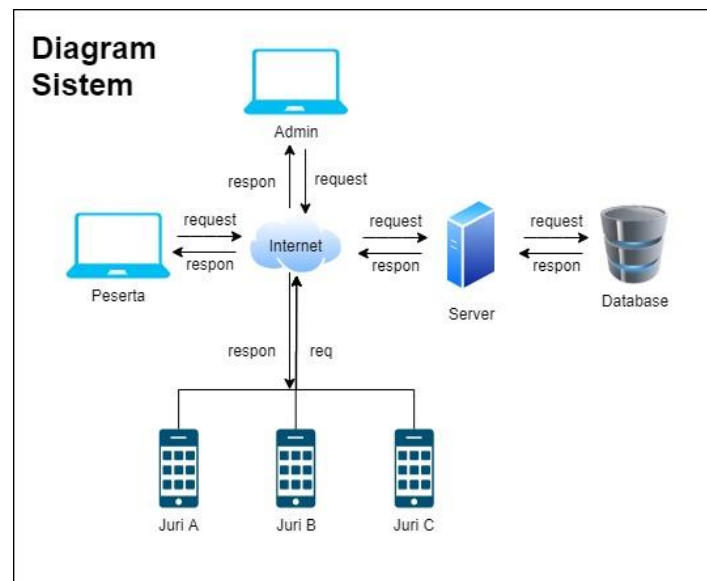 Diagram
Sistem
Admin
respon
request
request
respon
Peserta
Internet
request
respon
Server
request
respon
Database
respon
req
Juri A
Juri B
Juri C